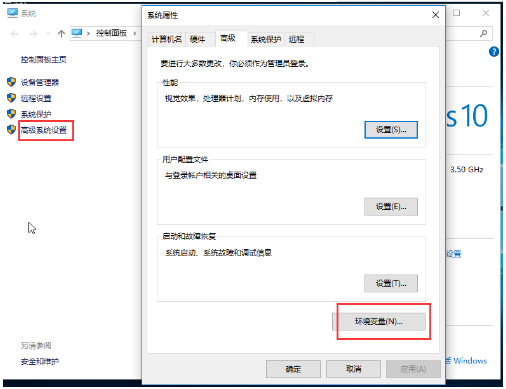 系统
控制面板
控制面板主页
设备管理器
远程设置
系统保护
高级系统设置
另请参阅
安全和维护
系统属性
计算机名 硬件 高级 系统保护 远程
要进行大多数更改，你必须作为管理员登录。
性能
视觉效果，处理器计划，内存使用，以及虚拟内存
设置(S)...
用户配置文件
与登录帐户相关的桌面设置
设置(E)...
启动和故障恢复
系统启动、系统故障和调试信息
设置(T)...
环境变量(N)...
确定 取消 应用(A)
s 10
3.50 GHz
设置
Windows